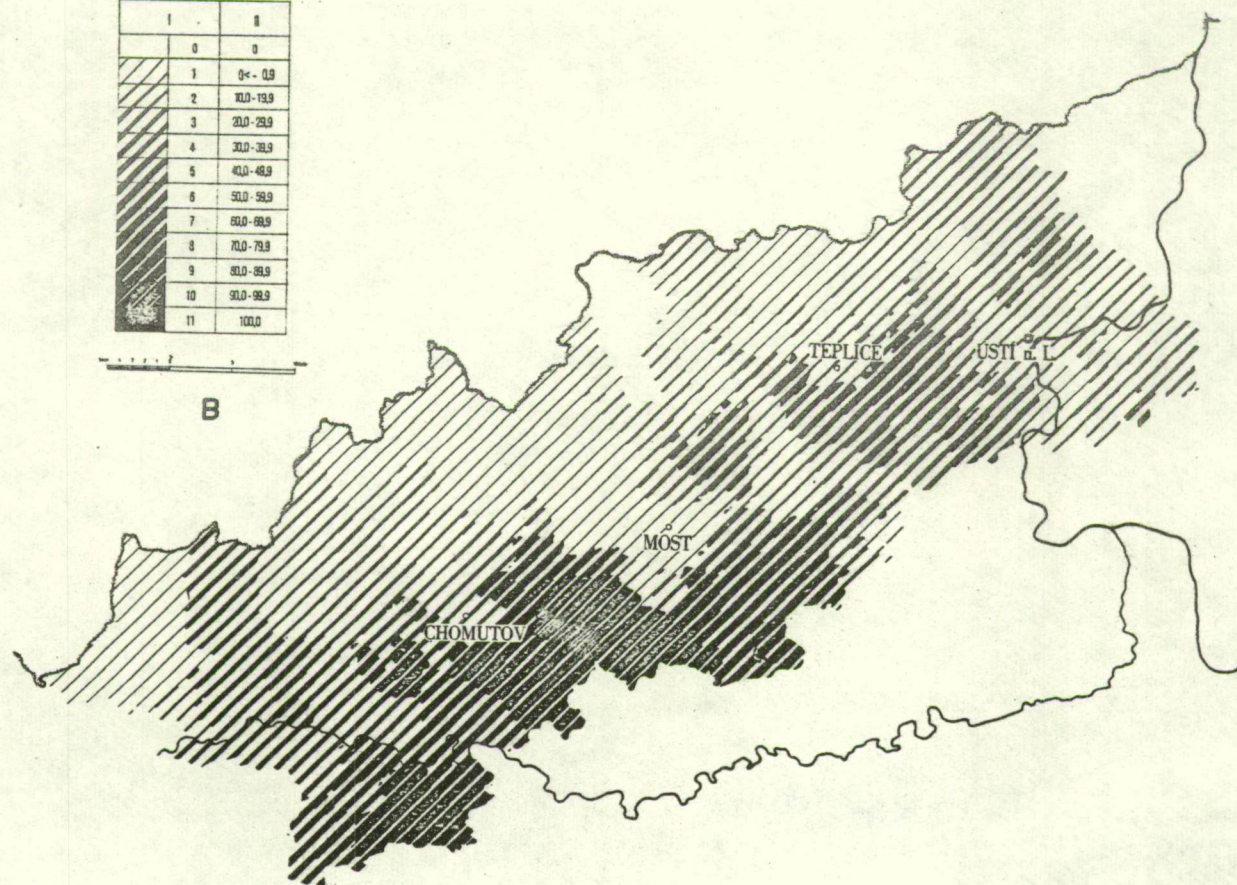 I II
0 0
1 0< - 0,9
2 10,0-19,9
3 20,0-29,9
4 30,0-39,9
5 40,0-49,9
6 50,0-59,9
7 60,0-69,9
8 70,0-79,9
9 80,0-89,9
10 90,0-99,9
11 100,0
B
TEPLICE
ÚSTÍ n. L.
MOST
CHOMUTOV